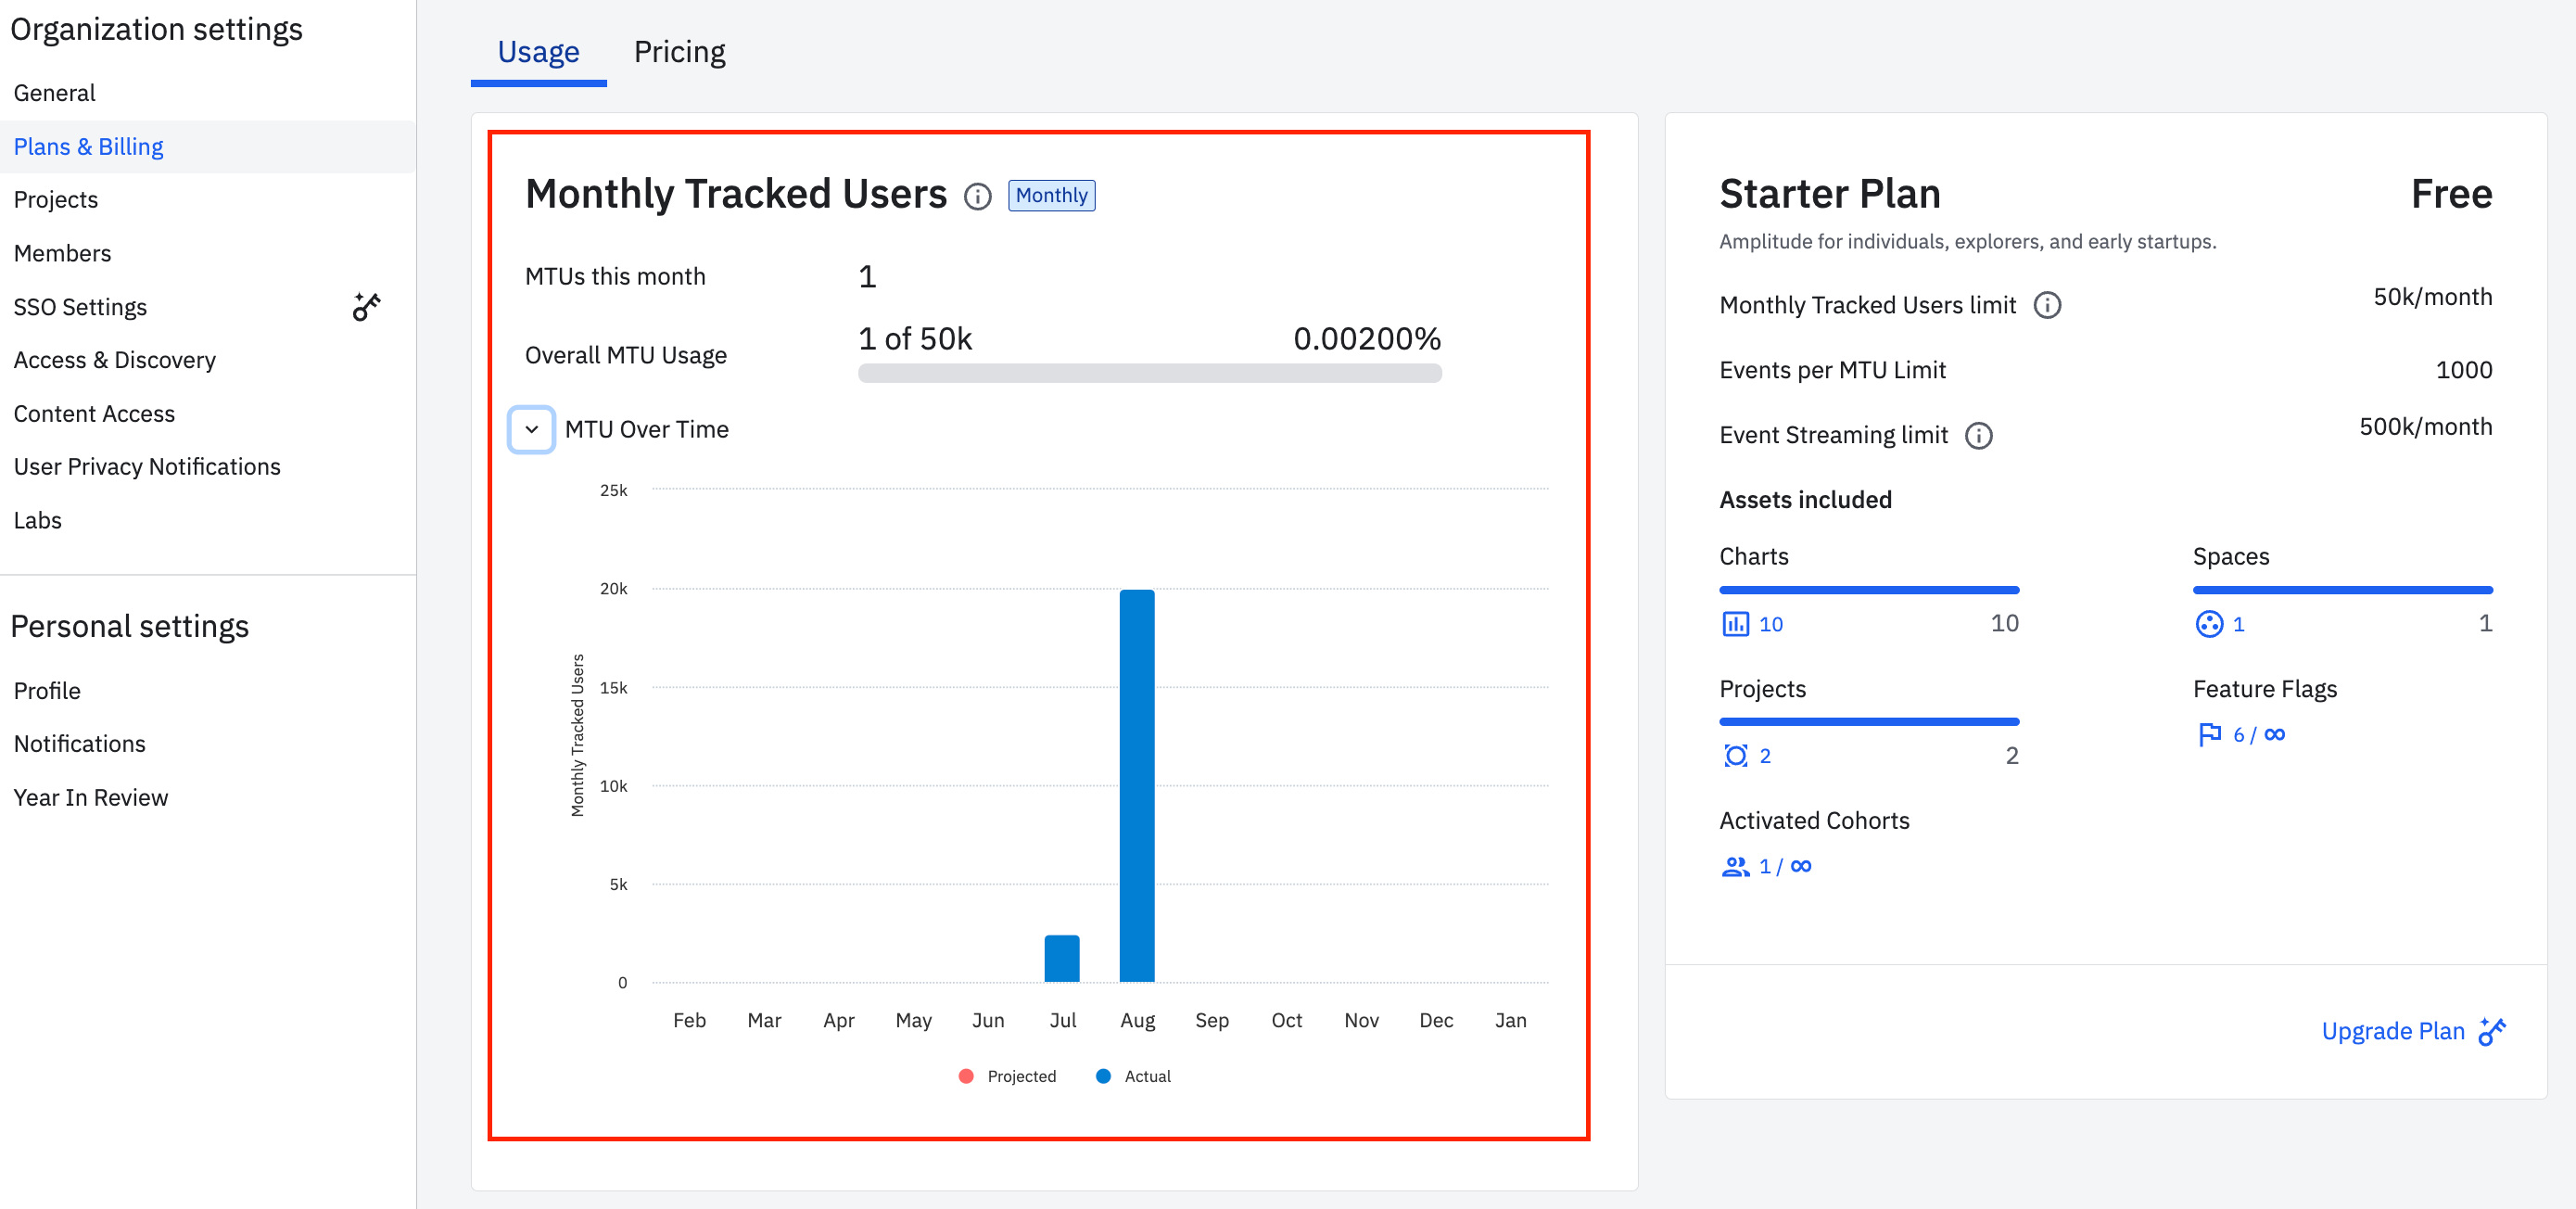 Organization settings
General
Plans & Billing
Projects
Members
SSO Settings
Access & Discovery
Content Access
User Privacy Notifications
Labs
Personal settings
Profile
Notifications
Year In Review
Usage Pricing
Monthly Tracked Users Monthly
MTUs this month 1
Overall MTU Usage 1 of 50k 0.00200%
MTU Over Time
Monthly Tracked Users
25k
20k
15k
10k
5k
0
Feb Mar Apr May Jun Jul Aug Sep Oct Nov Dec Jan
Projected Actual
Starter Plan Free
Amplitude for individuals, explorers, and early startups.
Monthly Tracked Users limit 50k/month
Events per MTU Limit 1000
Event Streaming limit 500k/month
Assets included
Charts
10 10
Spaces
1 1
Projects
2 2
Feature Flags
6 / ∞
Activated Cohorts
1 / ∞
Upgrade Plan